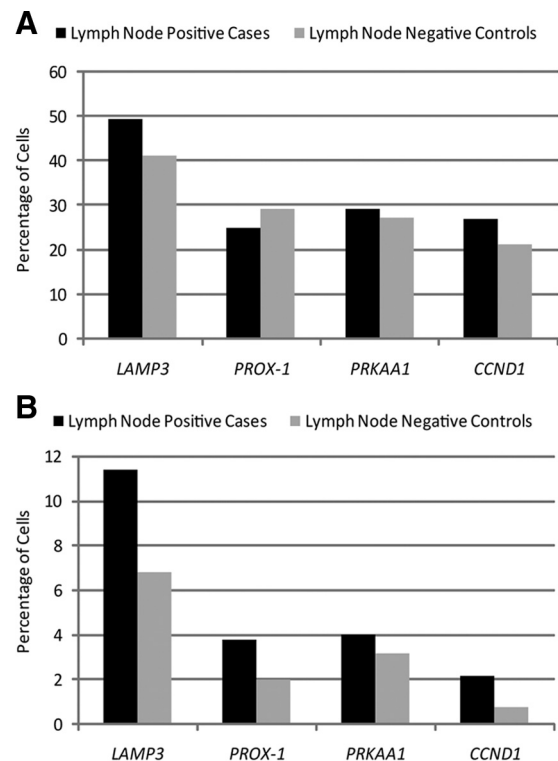 A
■ Lymph Node Positive Cases ■ Lymph Node Negative Controls
Percentage of Cells
60
50
40
30
20
10
0
LAMP3 PROX-1 PRKAA1 CCND1
B
■ Lymph Node Positive Cases ■ Lymph Node Negative Controls
Percentage of Cells
12
10
8
6
4
2
0
LAMP3 PROX-1 PRKAA1 CCND1